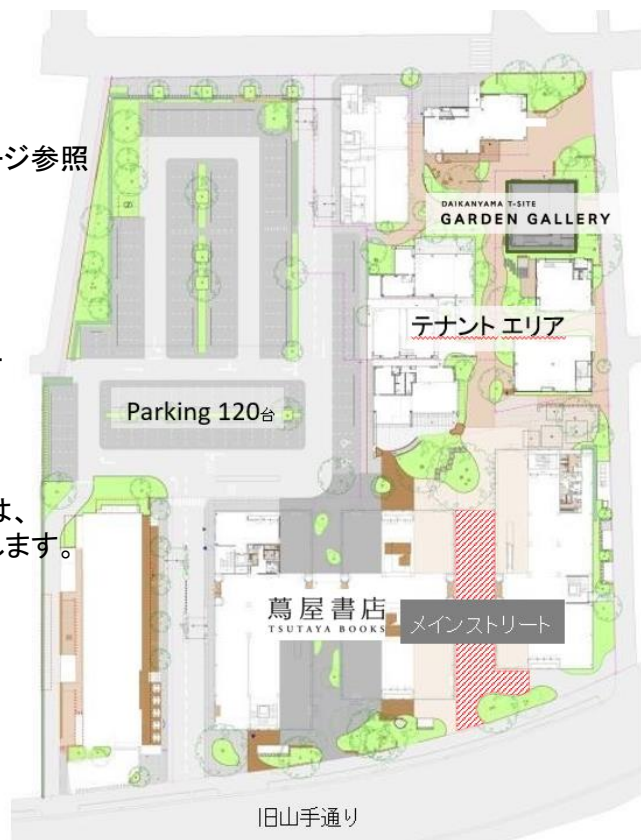 ージ参照
DAIKANYAMA T-SITE
GARDEN GALLERY
テナント エリア
Parking 120台
は、
します。
蔦屋書店
TSUTAYA BOOKS
メインストリート
旧山手通り